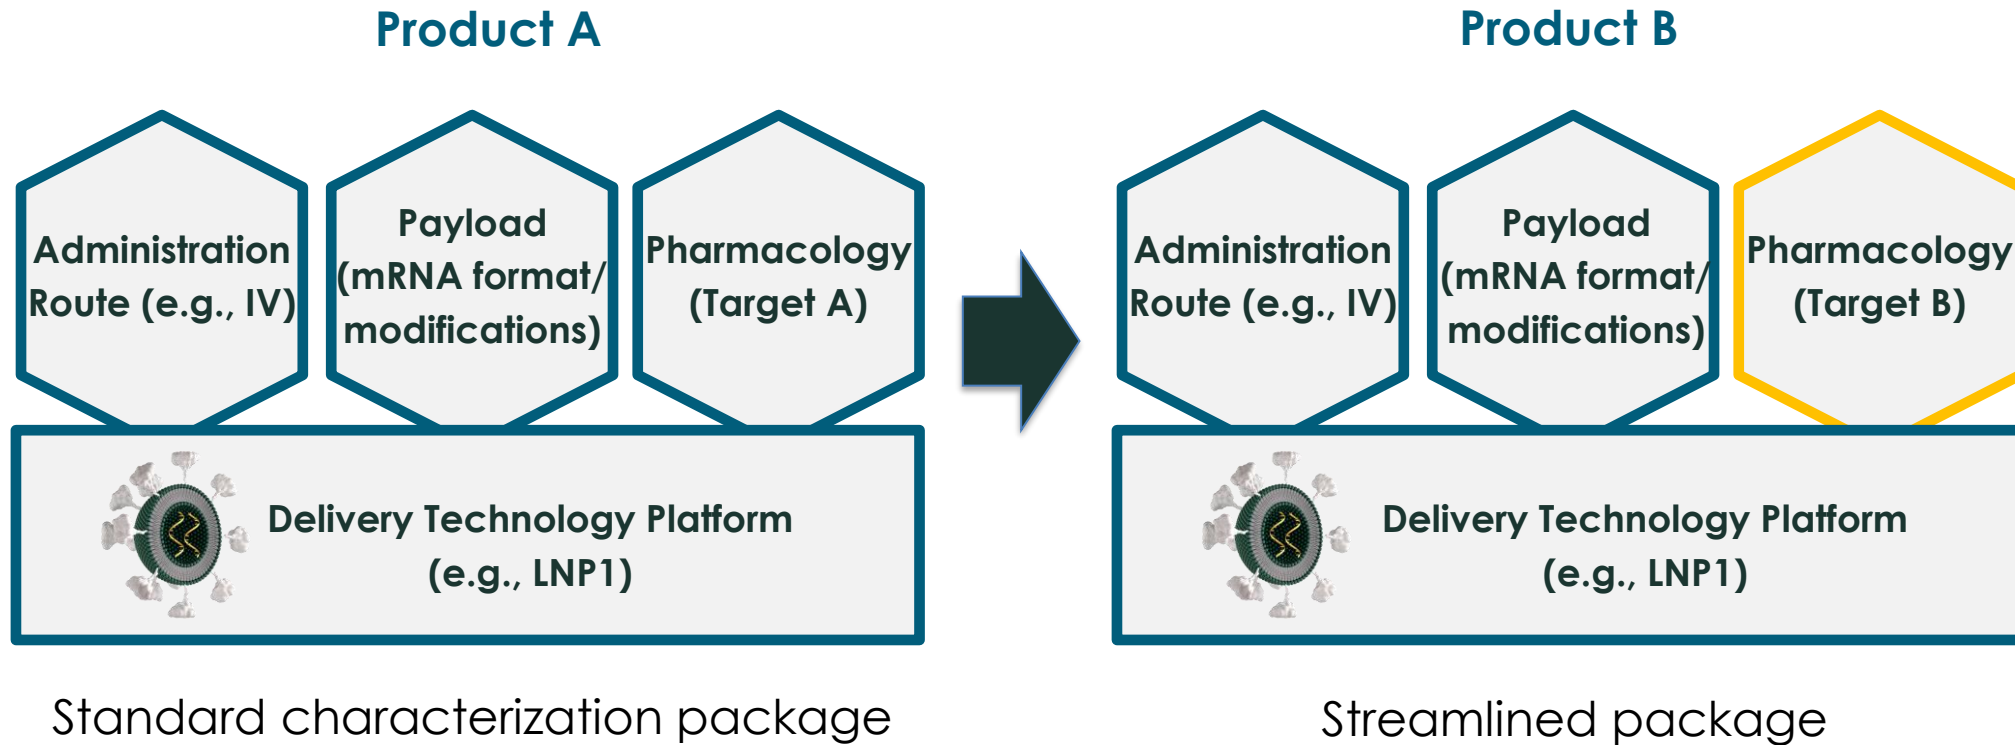 Product A
Administration
Route (e.g., IV)
Payload
(mRNA format/
modifications)
Pharmacology
(Target A)
Delivery Technology Platform
(e.g., LNP1)
Standard characterization package
Product B
Administration
Route (e.g., IV)
Payload
(mRNA format/
modifications)
Pharmacology
(Target B)
Delivery Technology Platform
(e.g., LNP1)
Streamlined package